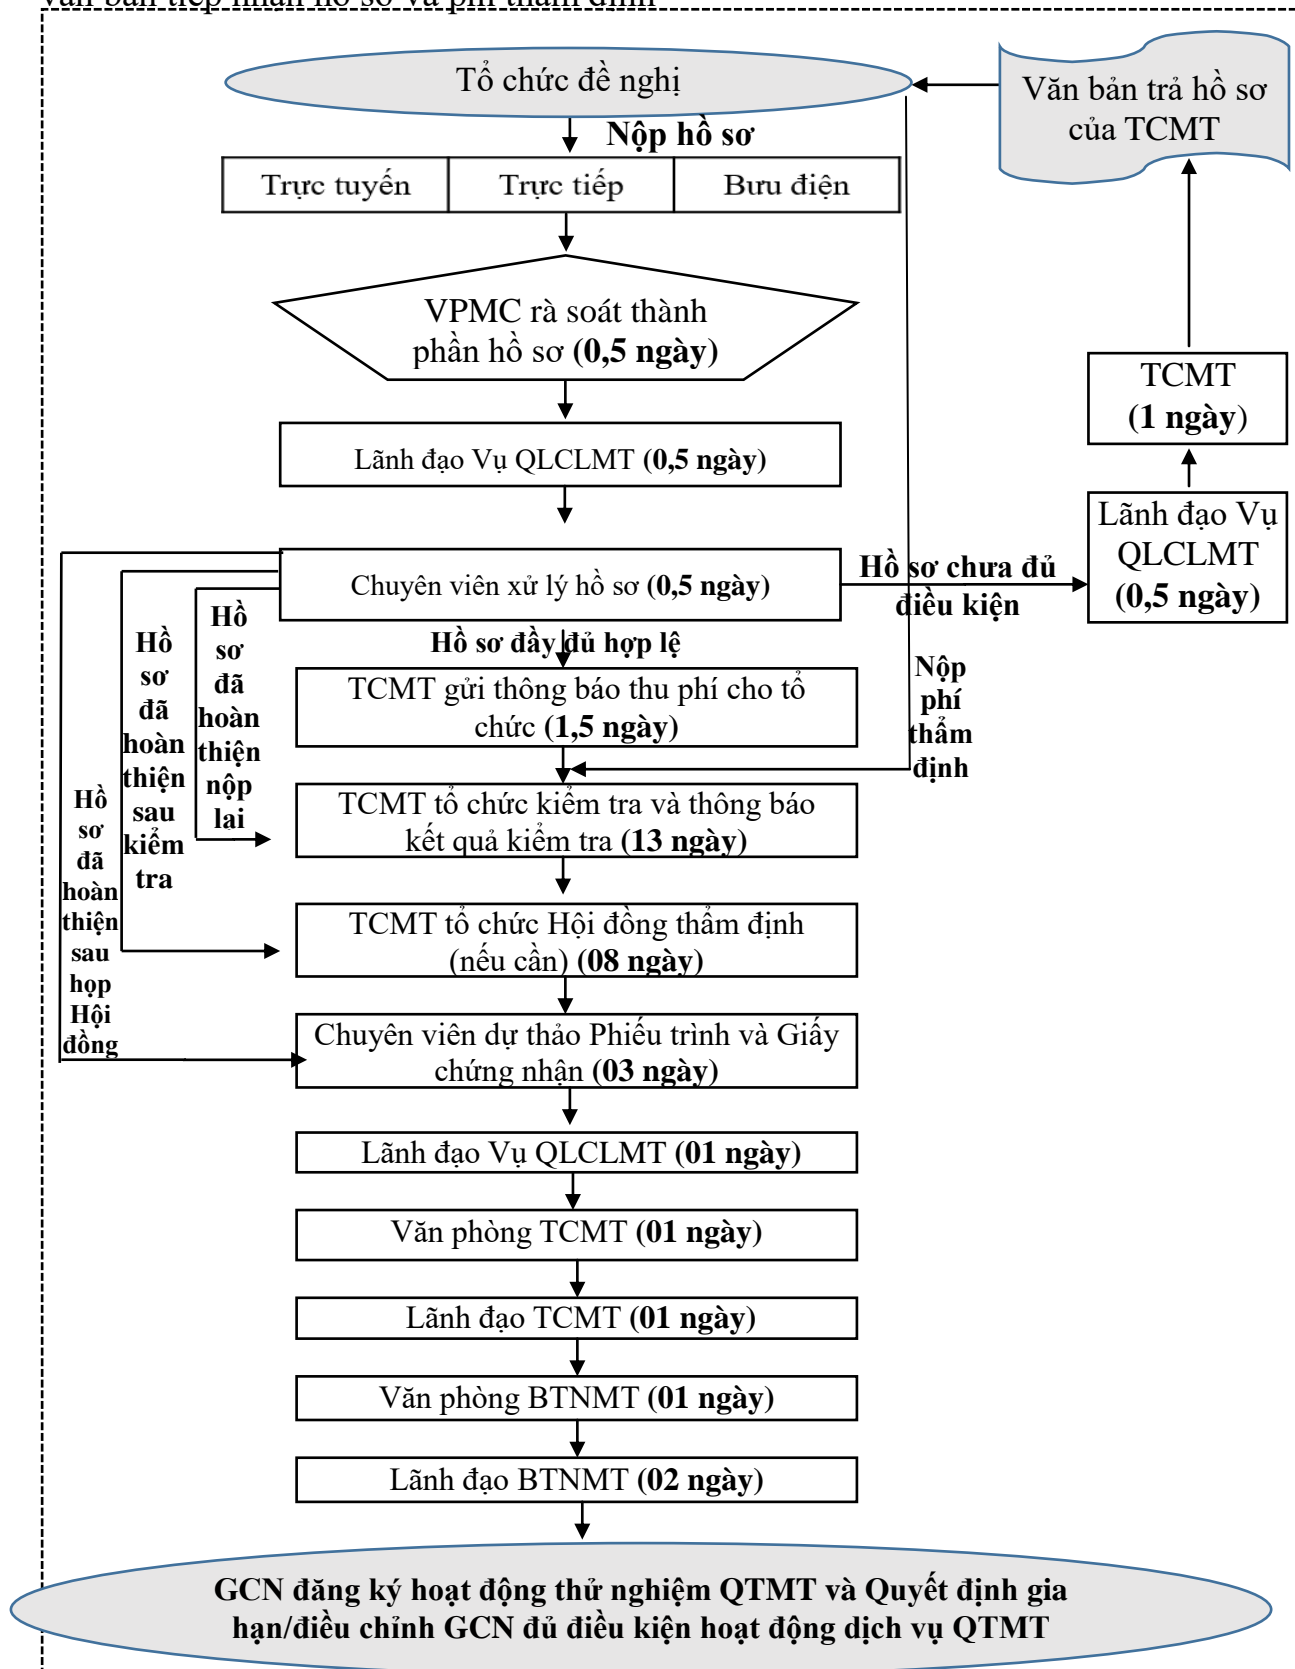 văn bản tiếp nhận hồ sơ và phí thẩm định
Tổ chức đề nghị
Văn bản trả hồ sơ
của TCMT
Nộp hồ sơ
Trực tuyến
Trực tiếp
Bưu điện
VPMC rà soát thành
phần hồ sơ (0,5 ngày)
TCMT
(1 ngày)
Lãnh đạo Vụ QLCLMT (0,5 ngày)
Lãnh đạo Vụ
QLCLMT
(0,5 ngày)
Chuyên viên xử lý hồ sơ (0,5 ngày)
Hồ sơ chưa đủ
điều kiện
Hồ sơ đầy đủ hợp lệ
Hồ
sơ
đã
hoàn
thiện
nộp
lại
Hồ
sơ
đã
hoàn
thiện
sau
kiểm
tra
Hồ
sơ
đã
hoàn
thiện
sau
họp
Hội
đồng
Nộp
phí
thẩm
định
TCMT gửi thông báo thu phí cho tổ
chức (1,5 ngày)
TCMT tổ chức kiểm tra và thông báo
kết quả kiểm tra (13 ngày)
TCMT tổ chức Hội đồng thẩm định
(nếu cần) (08 ngày)
Chuyên viên dự thảo Phiếu trình và Giấy
chứng nhận (03 ngày)
Lãnh đạo Vụ QLCLMT (01 ngày)
Văn phòng TCMT (01 ngày)
Lãnh đạo TCMT (01 ngày)
Văn phòng BTNMT (01 ngày)
Lãnh đạo BTNMT (02 ngày)
GCN đăng ký hoạt động thử nghiệm QTMT và Quyết định gia
hạn/điều chỉnh GCN đủ điều kiện hoạt động dịch vụ QTMT